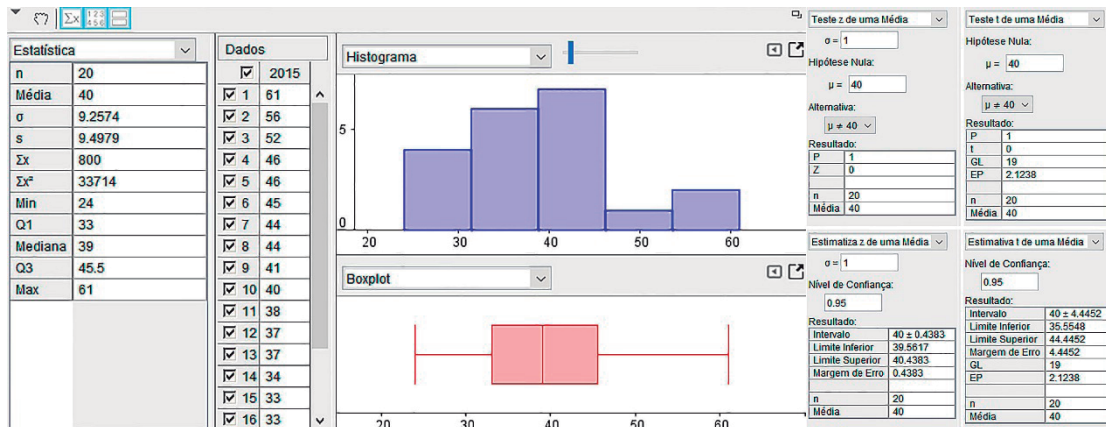 Σx 123 456
Estatística
n 20
Média 40
σ 9.2574
s 9.4979
Σx 800
Σx² 33714
Min 24
Q1 33
Mediana 39
Q3 45.5
Max 61
Dados
2015
1 61
2 56
3 52
4 46
5 46
6 45
7 44
8 44
9 41
10 40
11 38
12 37
13 37
14 34
15 33
16 33
Histograma
5
0
20 30 40 50 60
Boxplot
20 30 40 50 60
Teste z de uma Média
σ = 1
Hipótese Nula:
μ = 40
Alternativa:
μ ≠ 40
Resultado:
P 1
Z 0
n 20
Média 40
Teste t de uma Média
Hipótese Nula:
μ = 40
Alternativa:
μ ≠ 40
Resultado:
P 1
t 0
GL 19
EP 2.1238
n 20
Média 40
Estimatiza z de uma Média
σ = 1
Nível de Confiança:
0.95
Resultado:
Intervalo 40 ± 0.4383
Limite Inferior 39.5617
Limite Superior 40.4383
Margem de Erro 0.4383
n 20
Média 40
Estimativa t de uma Média
Nível de Confiança:
0.95
Resultado:
Intervalo 40 ± 4.4452
Limite Inferior 35.5548
Limite Superior 44.4452
Margem de Erro 4.4452
GL 19
EP 2.1238
n 20
Média 40